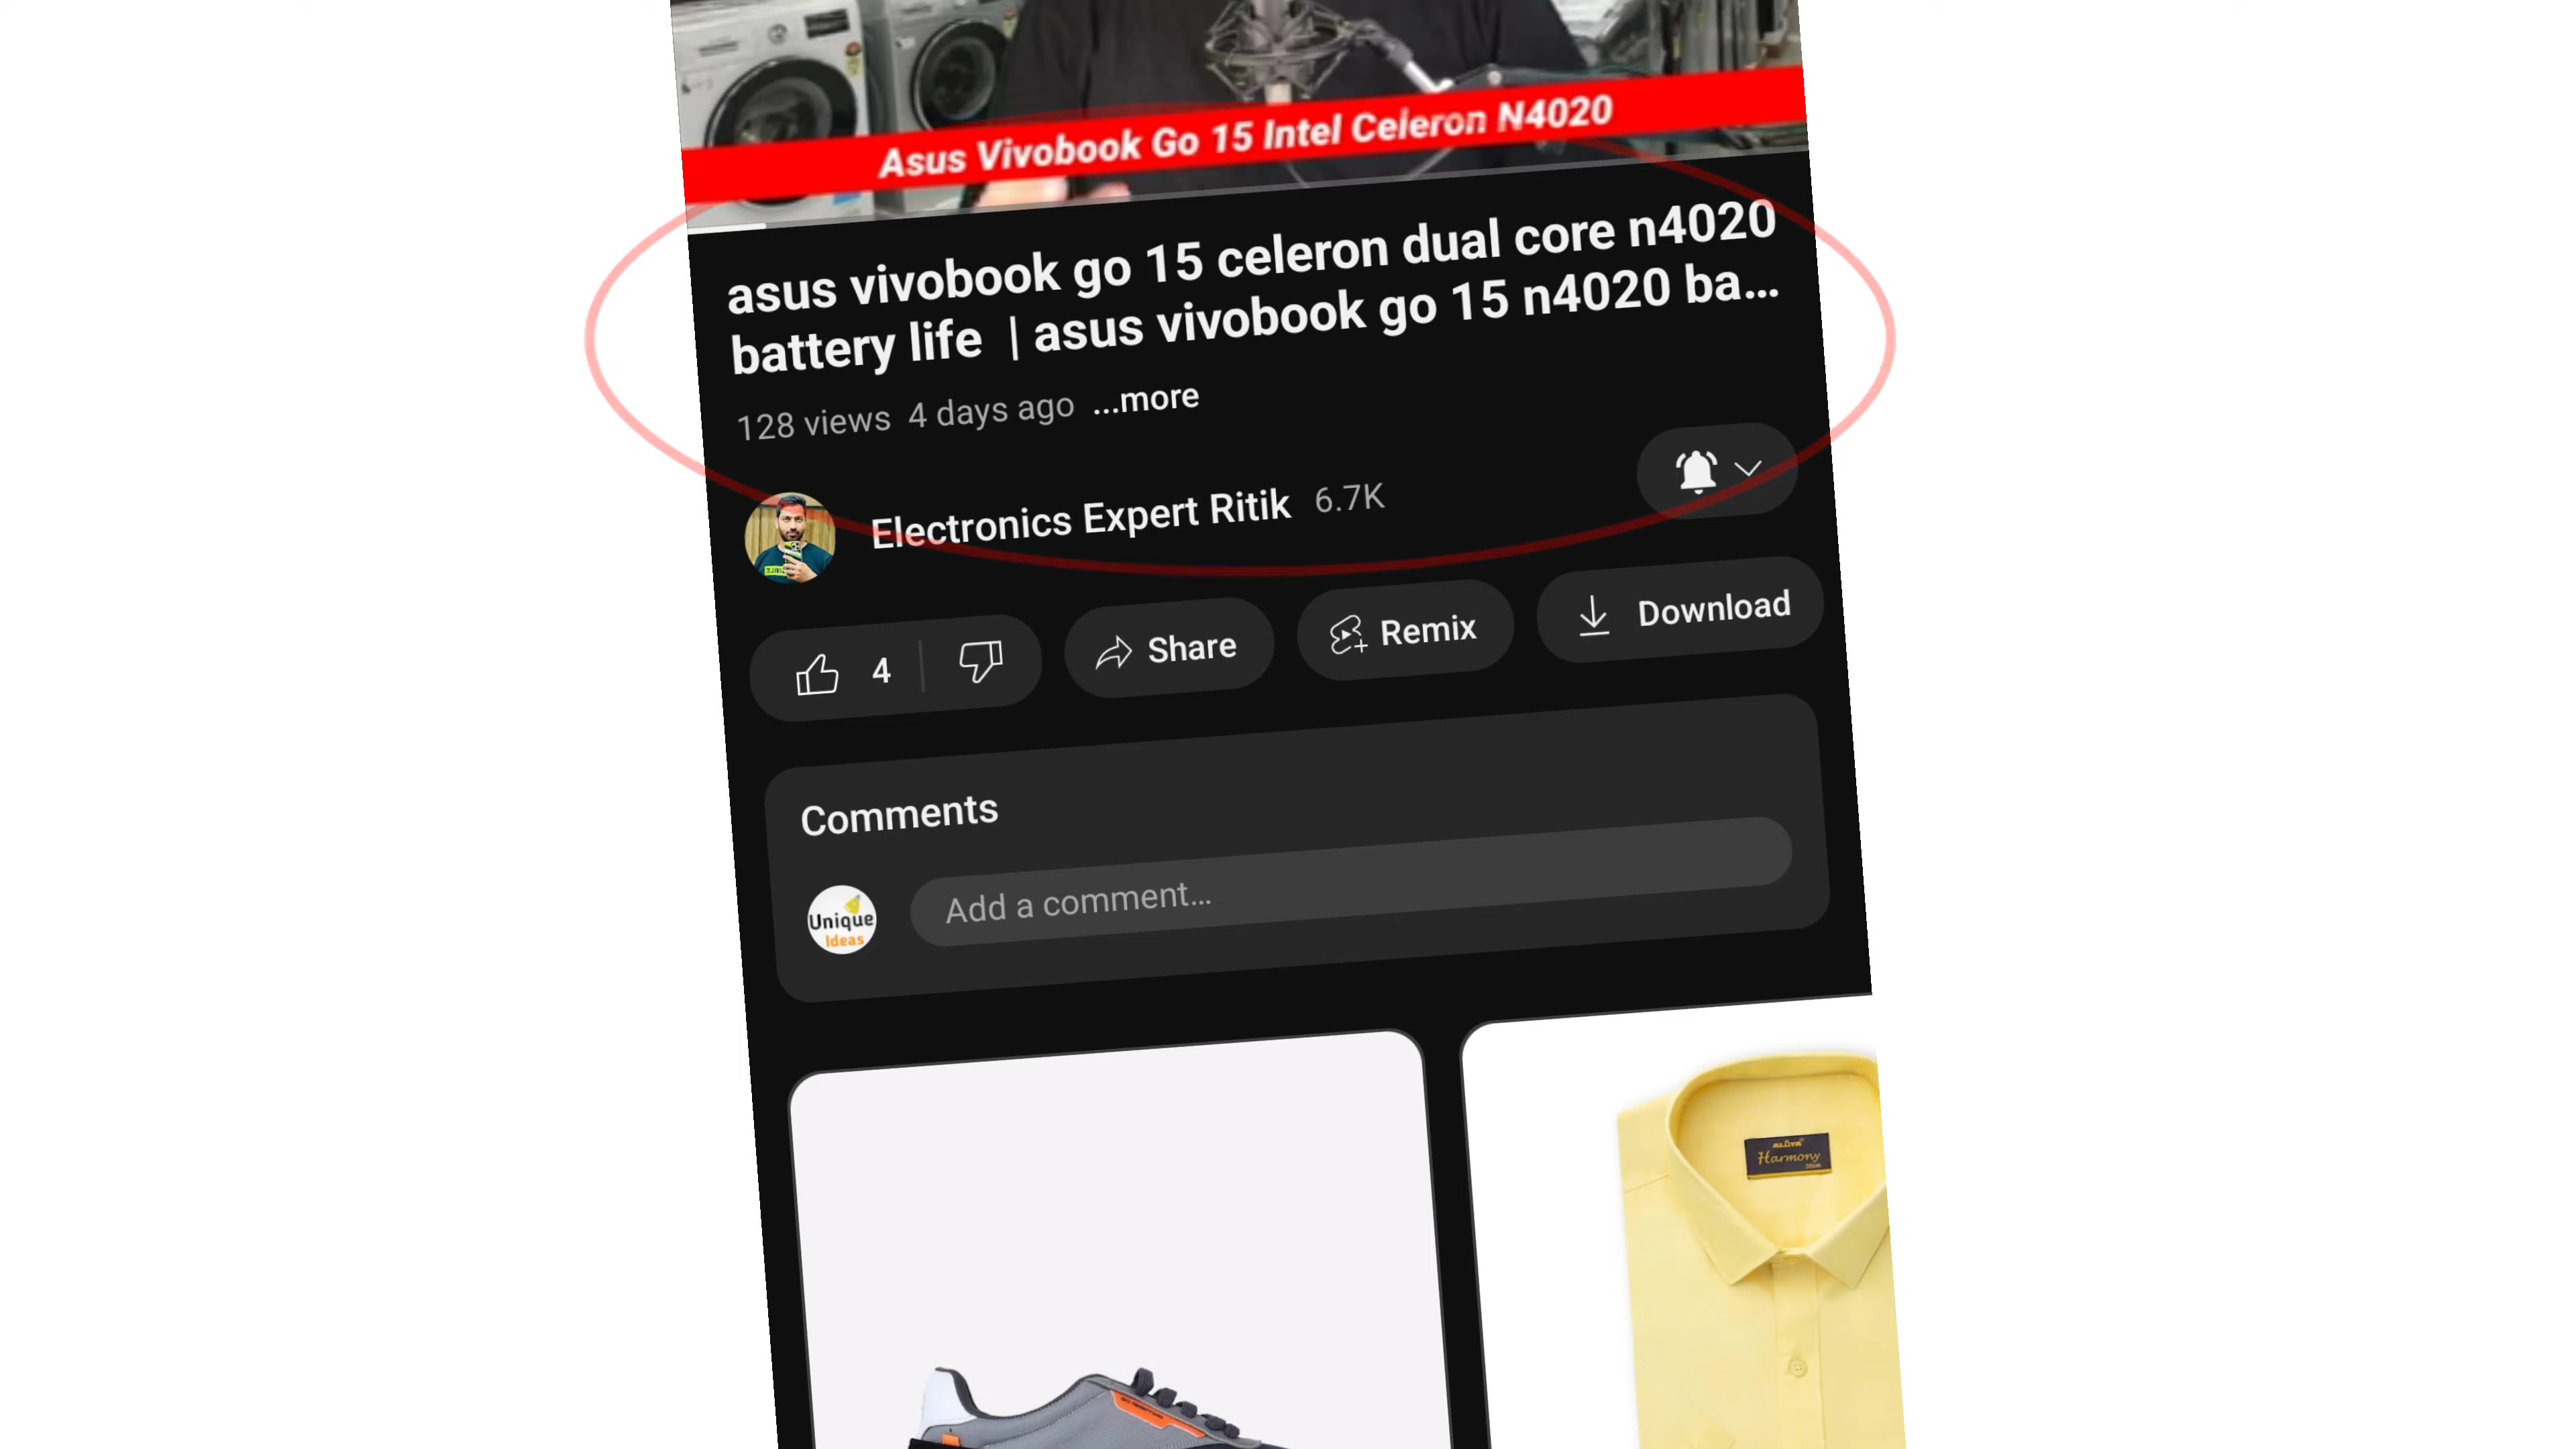 Asus Vivobook Go 15 Intel Celeron N4020
asus vivobook go 15 celeron dual core n4020
battery life | asus vivobook go 15 n4020 ba...
128 views 4 days ago ...more
Electronics Expert Ritik 6.7K
4
Share
Remix
Download
Comments
Unique
Ideas
Add a comment...
Harmony